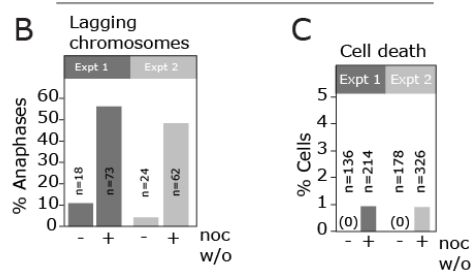 B
Lagging
chromosomes
Expt 1 Expt 2
% Anaphases
60
50
40
30
20
10
0
n=18
n=73
n=24
n=62
- + - + noc
w/o
C
Cell death
Expt 1 Expt 2
% Cells
6
5
4
3
2
1
0
n=136
n=214
n=178
n=326
(0) (0)
- + - + noc
w/o